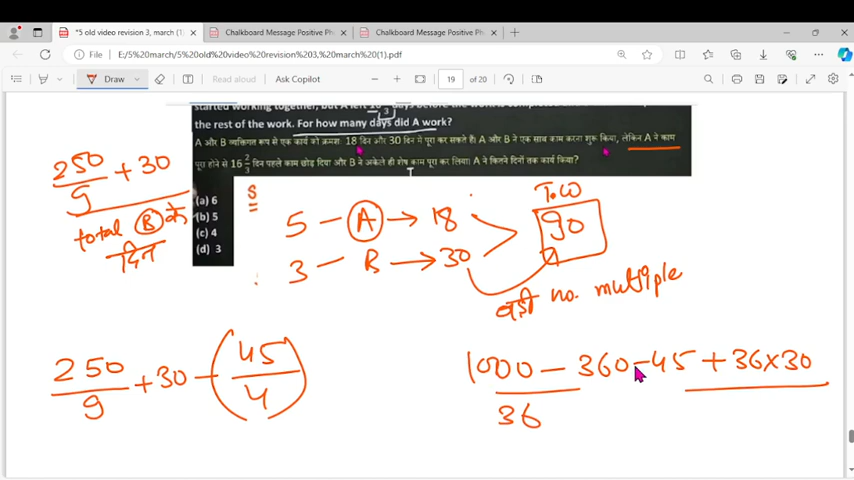 *5 old video revision 3, march (1)
Chalkboard Message Positive Ph
Chalkboard Message Positive Ph
File
E:/5%20march/5%20old%20video%20revision%203,%20march%20(1).pdf
Draw
Read aloud
Ask Copilot
19
of 20
the rest of the work. For how many days did A work?
A और B व्यक्तिगत रूप से एक कार्य को क्रमशः 18 दिन और 30 दिन में पूरा कर सकते हैं। A और B ने एक साथ काम करना शुरू किया, लेकिन A ने काम
पूरा होने से 16 2/3 दिन पहले काम छोड़ दिया और B ने अकेले ही शेष काम पूरा कर लिया। A ने कितने दिनों तक कार्य किया?
(a) 6
(b) 5
(c) 4
(d) 3
250/9 + 30
total B के
दिन
S
T.W
5 — A → 18
90
3 — B → 30
बड़ी no. multiple
250/9 + 30 - (45/4)
1000 - 360 - 45 + 36×30
36